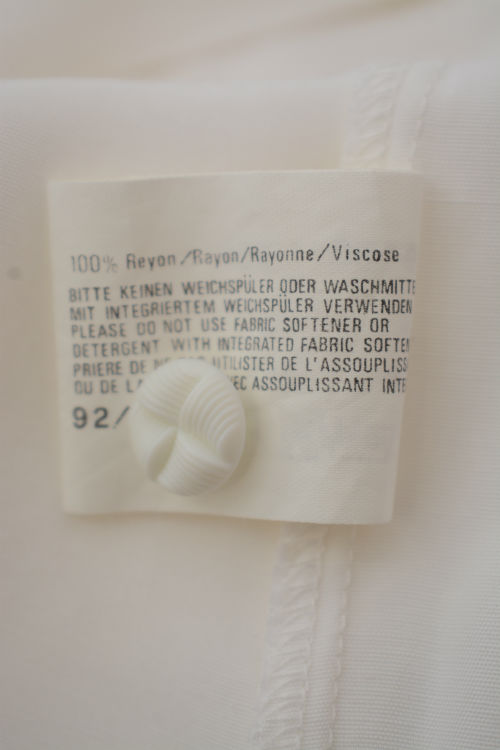 100% Reyon/Rayon/Rayonne/Viscose
BITTE KEINEN WEICHSPÜLER ODER WASCHMITTE
MIT INTEGRIERTEM WEICHSPÜLER VERWENDEN
PLEASE DO NOT USE FABRIC SOFTENER OR
DETERGENT WITH INTEGRATED FABRIC SOFTEN
PRIERE DE UTILISTER DE L'ASSOUPLISS
OU DE ASSOUPLISSANT INTE
92/